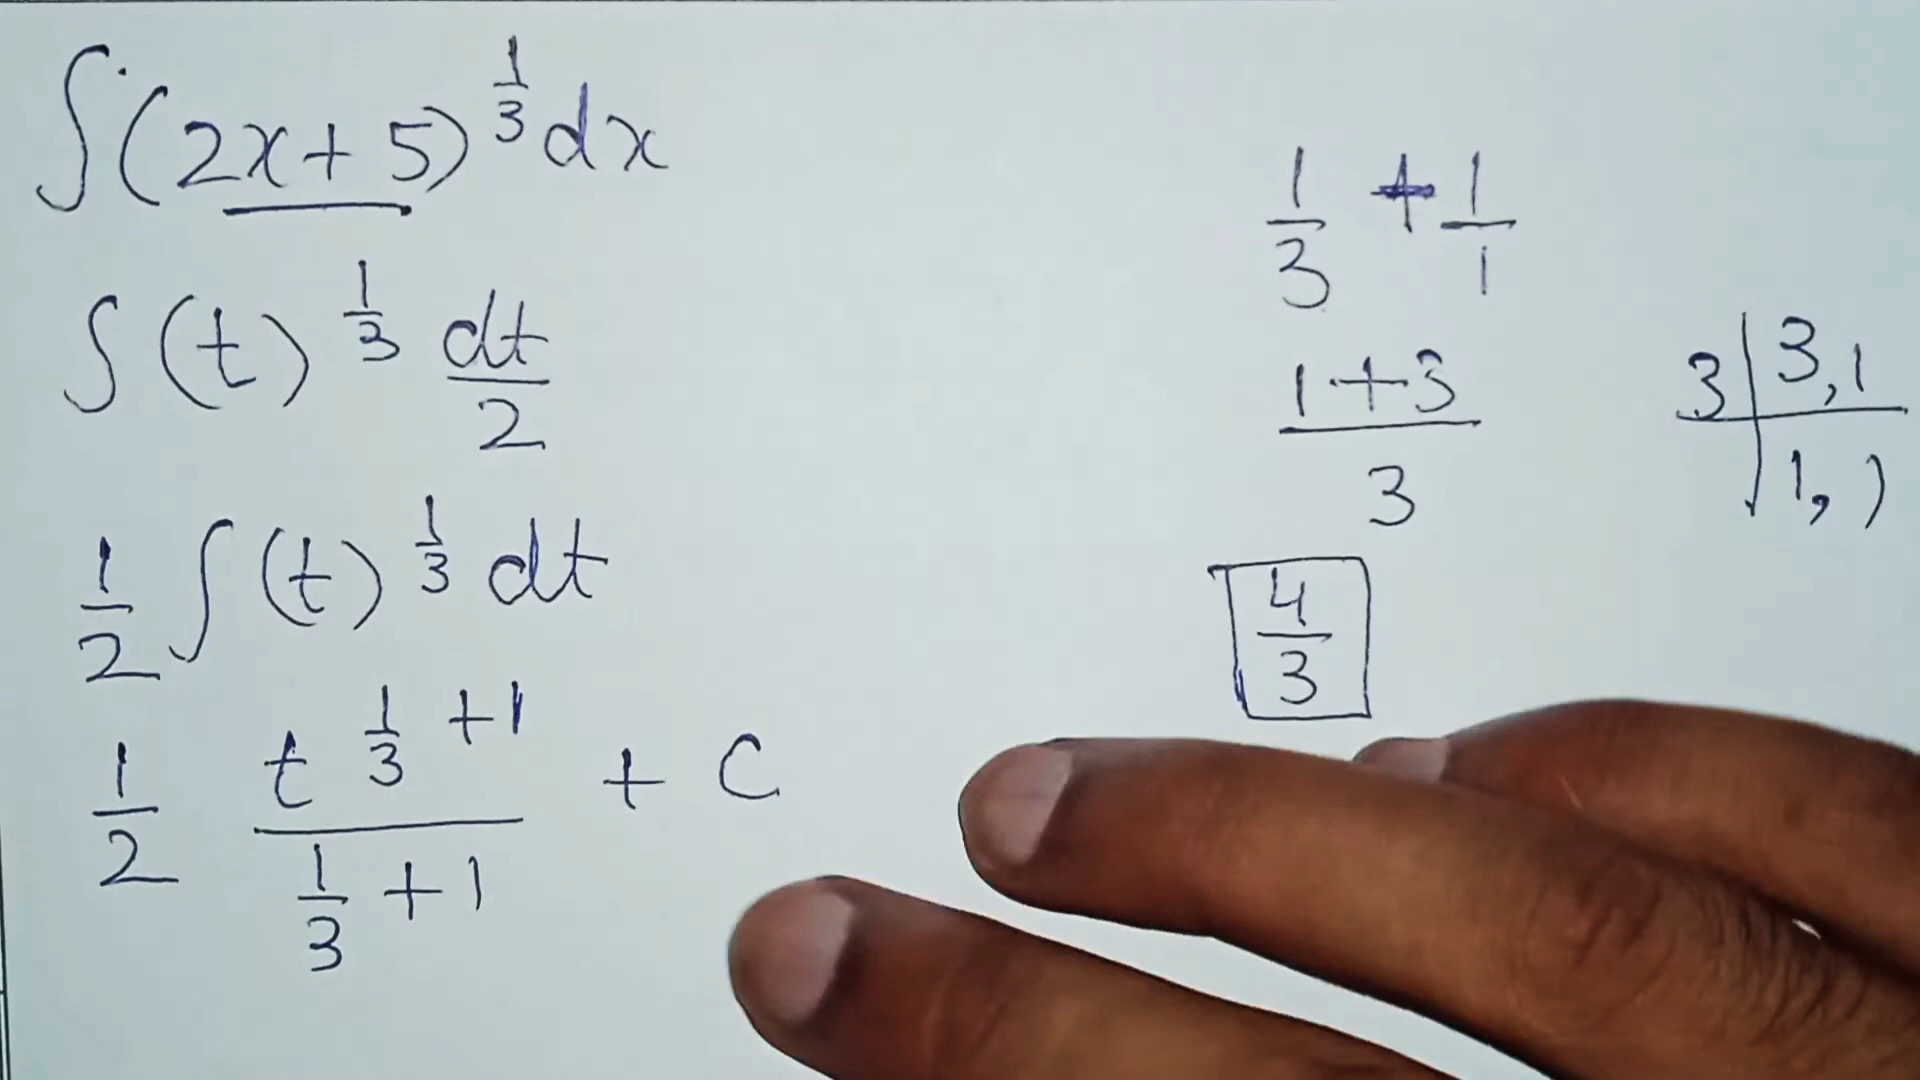 ∫(2x+5)^(1/3) dx
∫(t)^(1/3) dt/2
1/2 ∫(t)^(1/3) dt
1/2 t^(1/3 +1)/(1/3 +1) + C
1/3 + 1/1
(1+3)/3
4/3
3 | 3,1
| 1,1